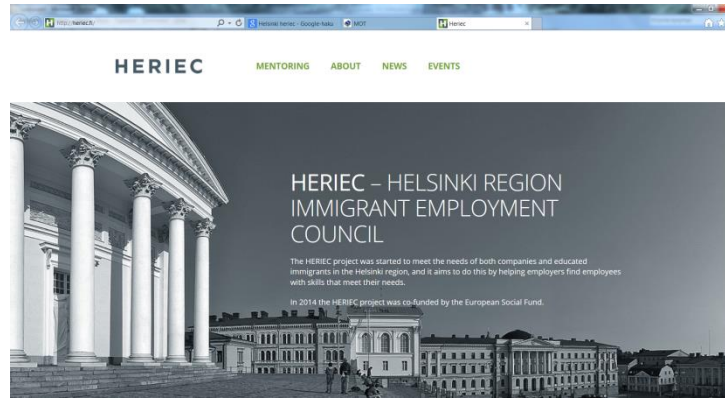 http://heriec.fi/
Helsinki heriec - Google-haku
MOT
Heriec
HERIEC
MENTORING ABOUT NEWS EVENTS
HERIEC – HELSINKI REGION
IMMIGRANT EMPLOYMENT
COUNCIL
The HERIEC project was started to meet the needs of both companies and educated
immigrants in the Helsinki region, and it aims to do this by helping employers find employees
with skills that meet their needs.
In 2014 the HERIEC project was co-funded by the European Social Fund.